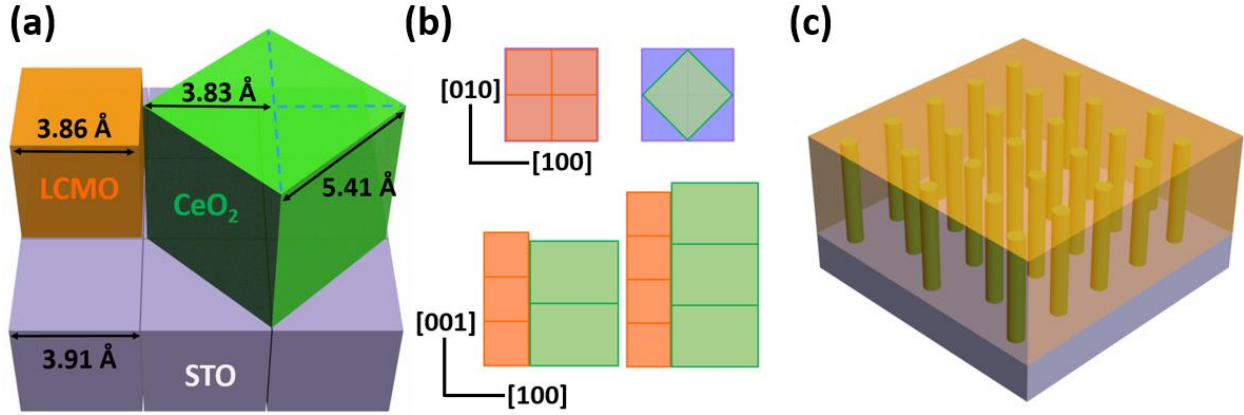 (a)
3.86 Å
LCMO
3.83 Å
CeO₂
5.41 Å
3.91 Å
STO
(b)
[010]
[100]
[001]
[100]
(c)